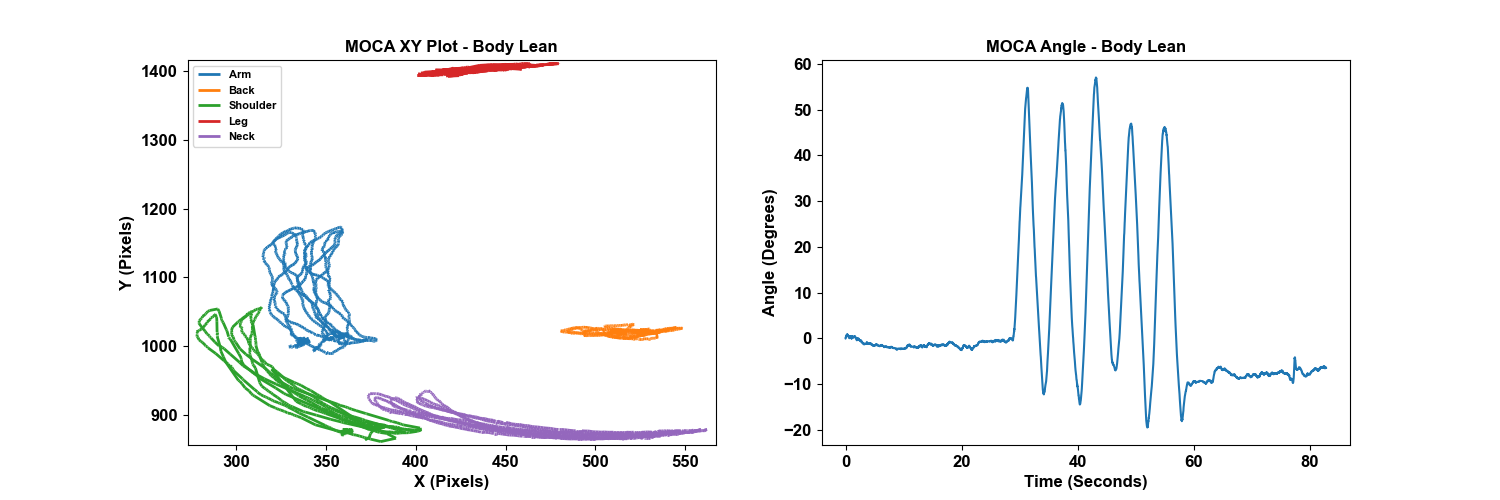 MOCA XY Plot - Body Lean
Arm
Back
Shoulder
Leg
Neck
1400
1300
1200
1100
1000
900
Y (Pixels)
300
350
400
450
500
550
X (Pixels)
MOCA Angle - Body Lean
60
50
40
30
20
10
0
−10
−20
Angle (Degrees)
0
20
40
60
80
Time (Seconds)